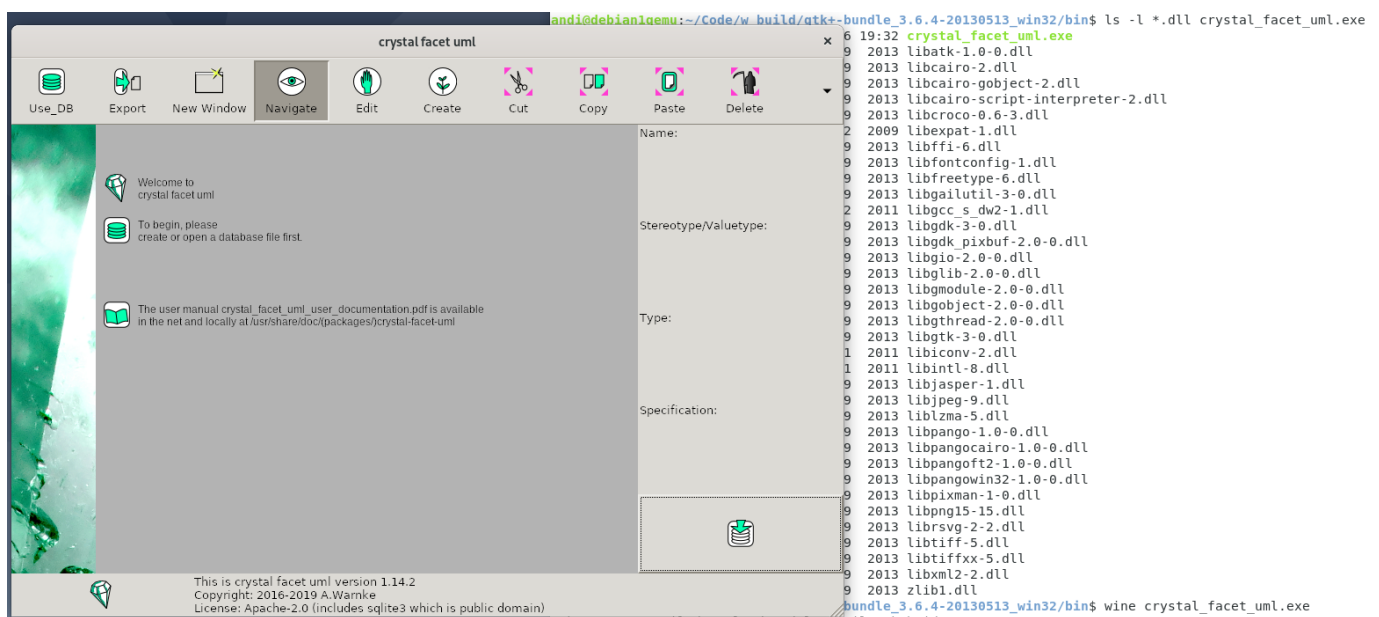 andi@debian1qemu:~/Code/w_build/gtk+-bundle_3.6.4-20130513_win32/bin$ ls -l *.dll crystal_facet_uml.exe
crystal facet uml
×
Use_DB
Export
New Window
Navigate
Edit
Create
Cut
Copy
Paste
Delete
Welcome to
crystal facet uml
To begin, please
create or open a database file first.
The user manual crystal_facet_uml_user_documentation.pdf is available
in the net and locally at /usr/share/doc/(packages/)crystal-facet-uml
Name:
Stereotype/Valuetype:
Type:
Specification:
This is crystal facet uml version 1.14.2
Copyright: 2016-2019 A.Warnke
License: Apache-2.0 (includes sqlite3 which is public domain)
6 19:32 crystal_facet_uml.exe
9 2013 libatk-1.0-0.dll
9 2013 libcairo-2.dll
9 2013 libcairo-gobject-2.dll
9 2013 libcairo-script-interpreter-2.dll
9 2013 libcroco-0.6-3.dll
2 2009 libexpat-1.dll
9 2013 libffi-6.dll
9 2013 libfontconfig-1.dll
9 2013 libfreetype-6.dll
9 2013 libgailutil-3-0.dll
2 2011 libgcc_s_dw2-1.dll
9 2013 libgdk-3-0.dll
9 2013 libgdk_pixbuf-2.0-0.dll
9 2013 libgio-2.0-0.dll
9 2013 libglib-2.0-0.dll
9 2013 libgmodule-2.0-0.dll
9 2013 libgobject-2.0-0.dll
9 2013 libgthread-2.0-0.dll
9 2013 libgtk-3-0.dll
1 2011 libiconv-2.dll
1 2011 libintl-8.dll
9 2013 libjasper-1.dll
9 2013 libjpeg-9.dll
9 2013 liblzma-5.dll
9 2013 libpango-1.0-0.dll
9 2013 libpangocairo-1.0-0.dll
9 2013 libpangoft2-1.0-0.dll
9 2013 libpangowin32-1.0-0.dll
9 2013 libpixman-1-0.dll
9 2013 libpng15-15.dll
9 2013 librsvg-2-2.dll
9 2013 libtiff-5.dll
9 2013 libtiffxx-5.dll
9 2013 libxml2-2.dll
9 2013 zlib1.dll
bundle_3.6.4-20130513_win32/bin$ wine crystal_facet_uml.exe